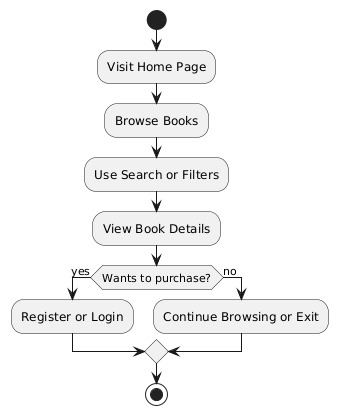 Visit Home Page
Browse Books
Use Search or Filters
View Book Details
yes
Wants to purchase?
no
Register or Login
Continue Browsing or Exit